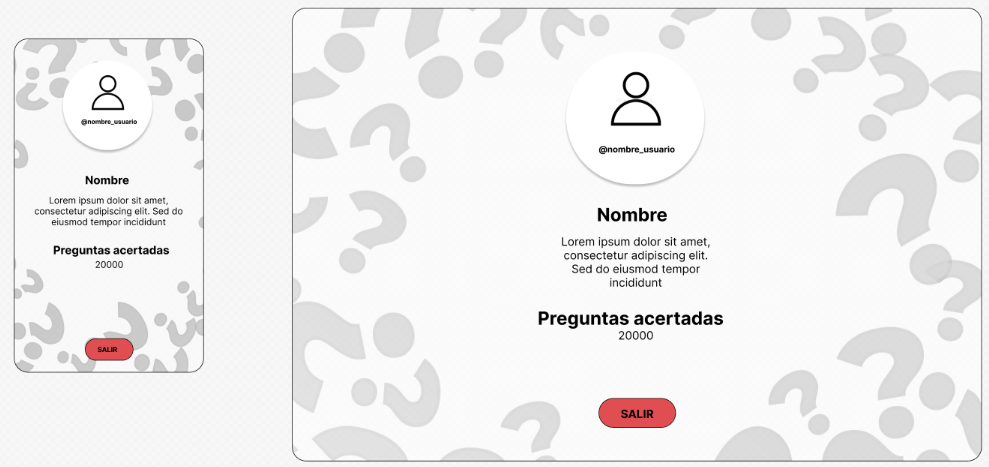 @nombre_usuario
Nombre
Lorem ipsum dolor sit amet,
consectetur adipiscing elit. Sed do
eiusmod tempor incididunt
Preguntas acertadas
20000
SALIR
@nombre_usuario
Nombre
Lorem ipsum dolor sit amet,
consectetur adipiscing elit.
Sed do eiusmod tempor
incididunt
Preguntas acertadas
20000
SALIR